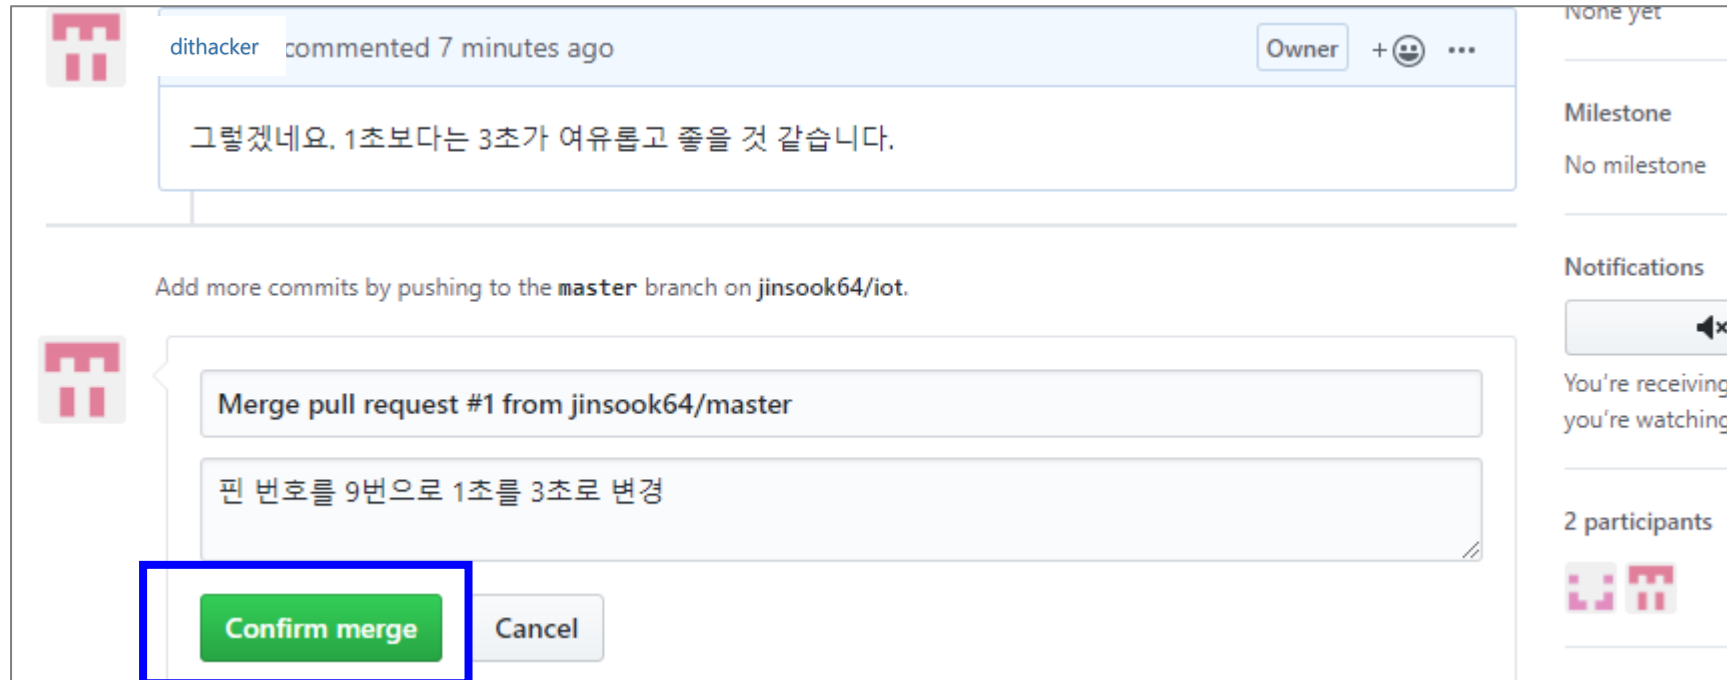 dithacker commented 7 minutes ago
Owner
그렇겠네요. 1초보다는 3초가 여유롭고 좋을 것 같습니다.
Add more commits by pushing to the master branch on jinsook64/iot.
Merge pull request #1 from jinsook64/master
핀 번호를 9번으로 1초를 3초로 변경
Confirm merge
Cancel
None yet
Milestone
No milestone
Notifications
You're receiving
you're watching
2 participants